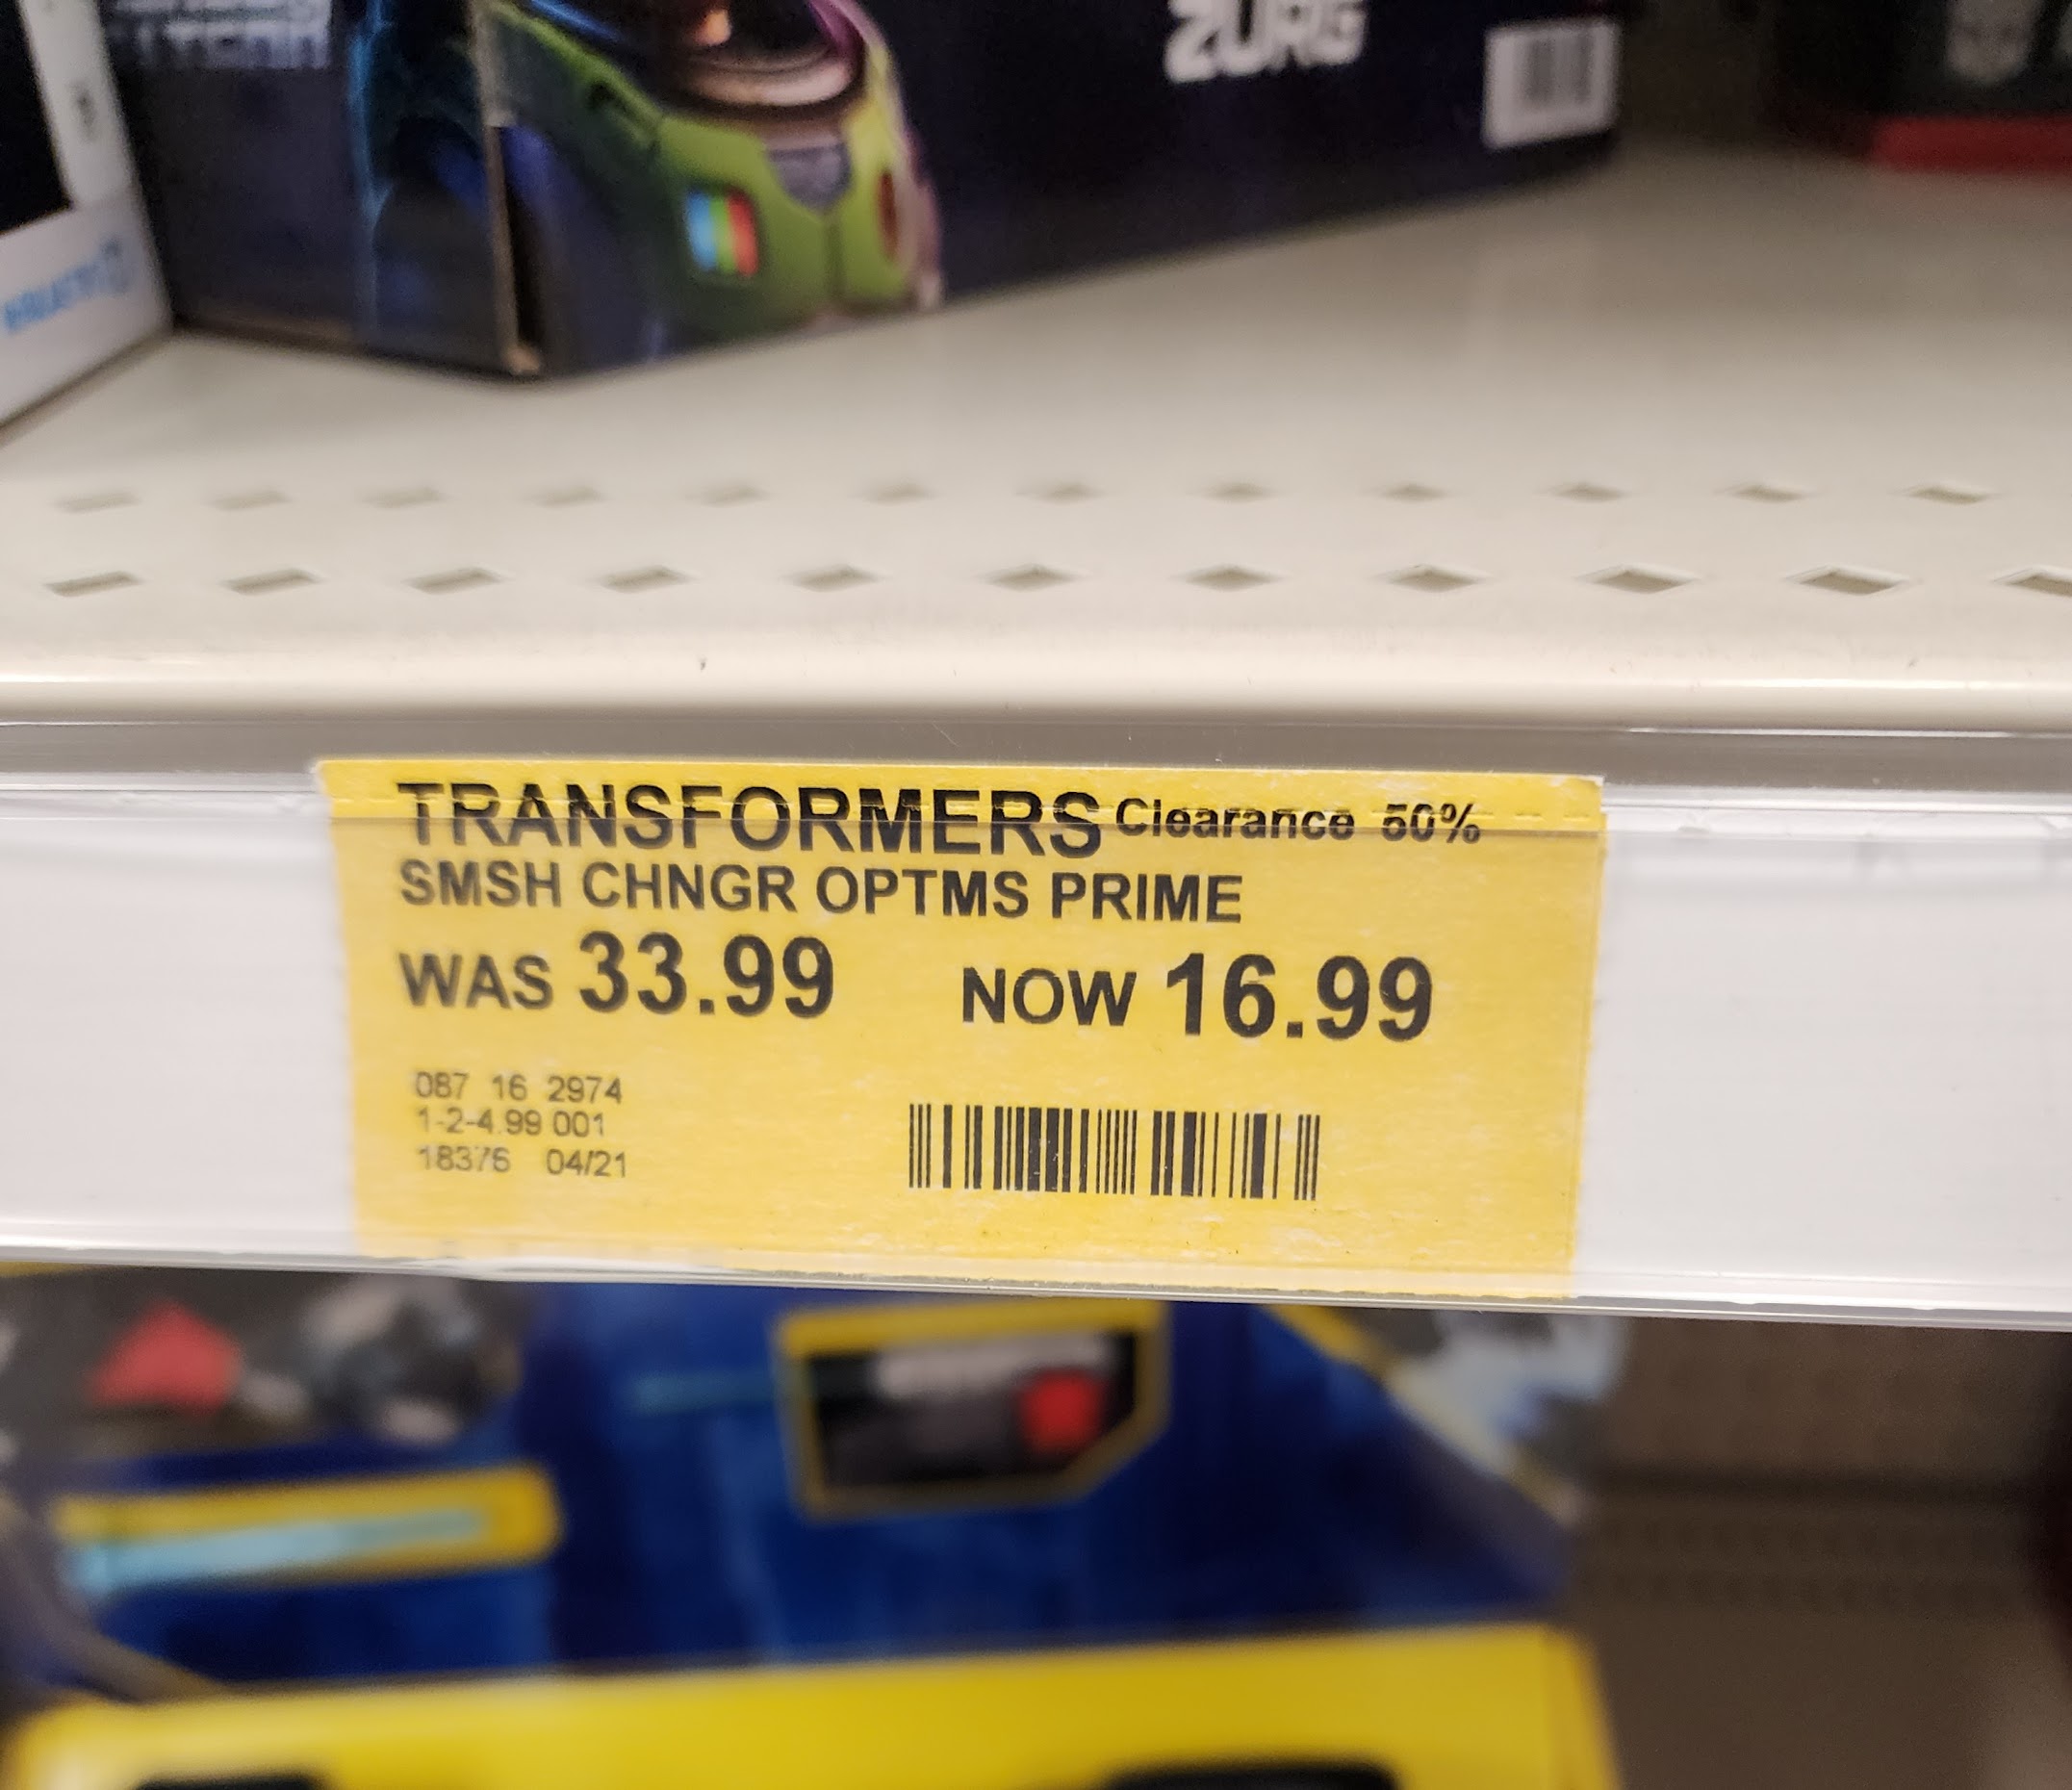 ZURG
TRANSFORMERS Clearance 50%
SMSH CHNGR OPTMS PRIME
WAS 33.99 NOW 16.99
087 16 2974
1-2-4.99 001
18376 04/21